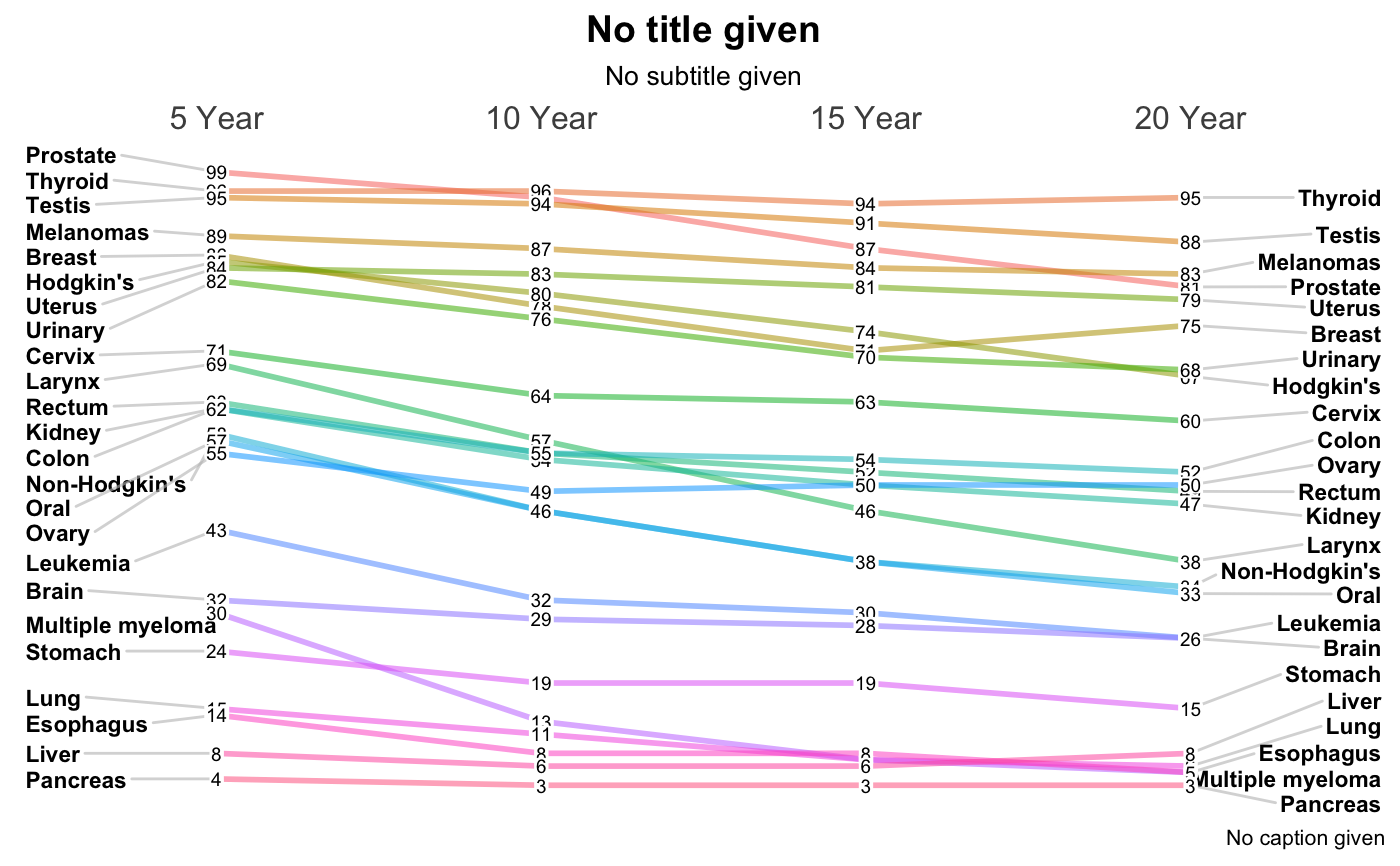 No title given
No subtitle given
5 Year 10 Year 15 Year 20 Year
Prostate 99
Thyroid 96 94 95 Thyroid
Testis 95 94 91 88 Testis
Melanomas 89 87 84 83 Melanomas
87 81 Prostate
Breast
Hodgkin's 84 83 81 79 Uterus
Uterus 82 80 78 74 75 Breast
Urinary 76 71 70 68 Urinary
67 Hodgkin's
Cervix 71 64 63 60 Cervix
Larynx 69 57
Rectum 54 52 Colon
Kidney 62 55 52 50 Ovary
Colon 54 50 Rectum
Non-Hodgkin's 57 47 Kidney
Oral 55 49 46 38 Larynx
Ovary 46 38 34 Non-Hodgkin's
33 Oral
Leukemia 43 32 30 26 Leukemia
Brain 32 29 28 Brain
Multiple myeloma 30
Stomach 24 19 19 15 Stomach
Lung 15 13 Liver
Esophagus 14 11 Lung
Liver 8 8 8 8 Esophagus
6 6 5 Multiple myeloma
Pancreas 4 3 3 3 Pancreas
No caption given